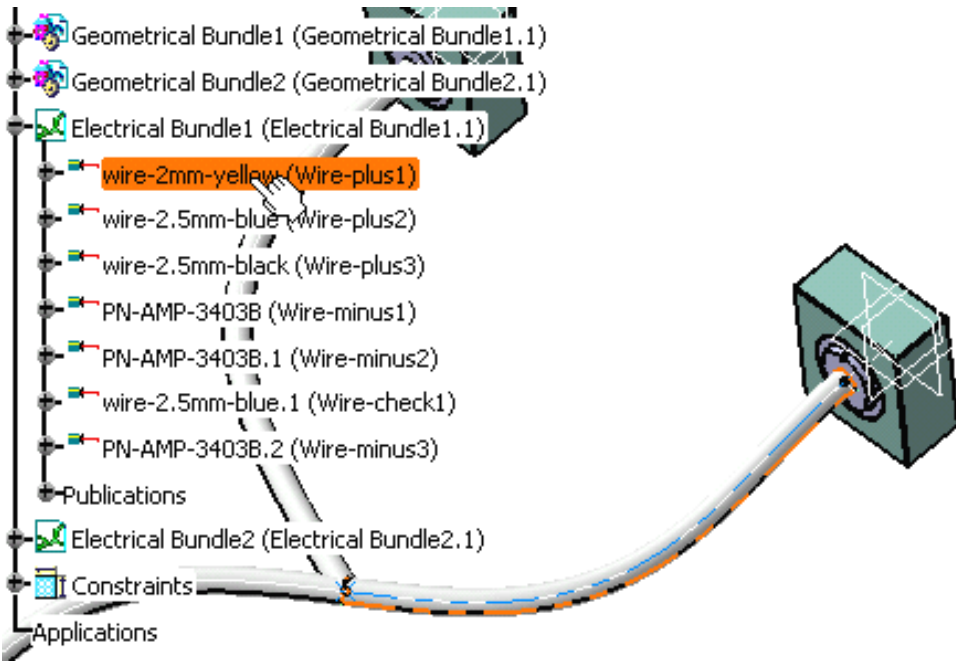 Geometrical Bundle1 (Geometrical Bundle1.1)
Geometrical Bundle2 (Geometrical Bundle2.1)
Electrical Bundle1 (Electrical Bundle1.1)
wire-2mm-yellow (Wire-plus1)
wire-2.5mm-blue (Wire-plus2)
wire-2.5mm-black (Wire-plus3)
PN-AMP-3403B (Wire-minus1)
PN-AMP-3403B.1 (Wire-minus2)
wire-2.5mm-blue.1 (Wire-check1)
PN-AMP-3403B.2 (Wire-minus3)
Publications
Electrical Bundle2 (Electrical Bundle2.1)
Constraints
Applications